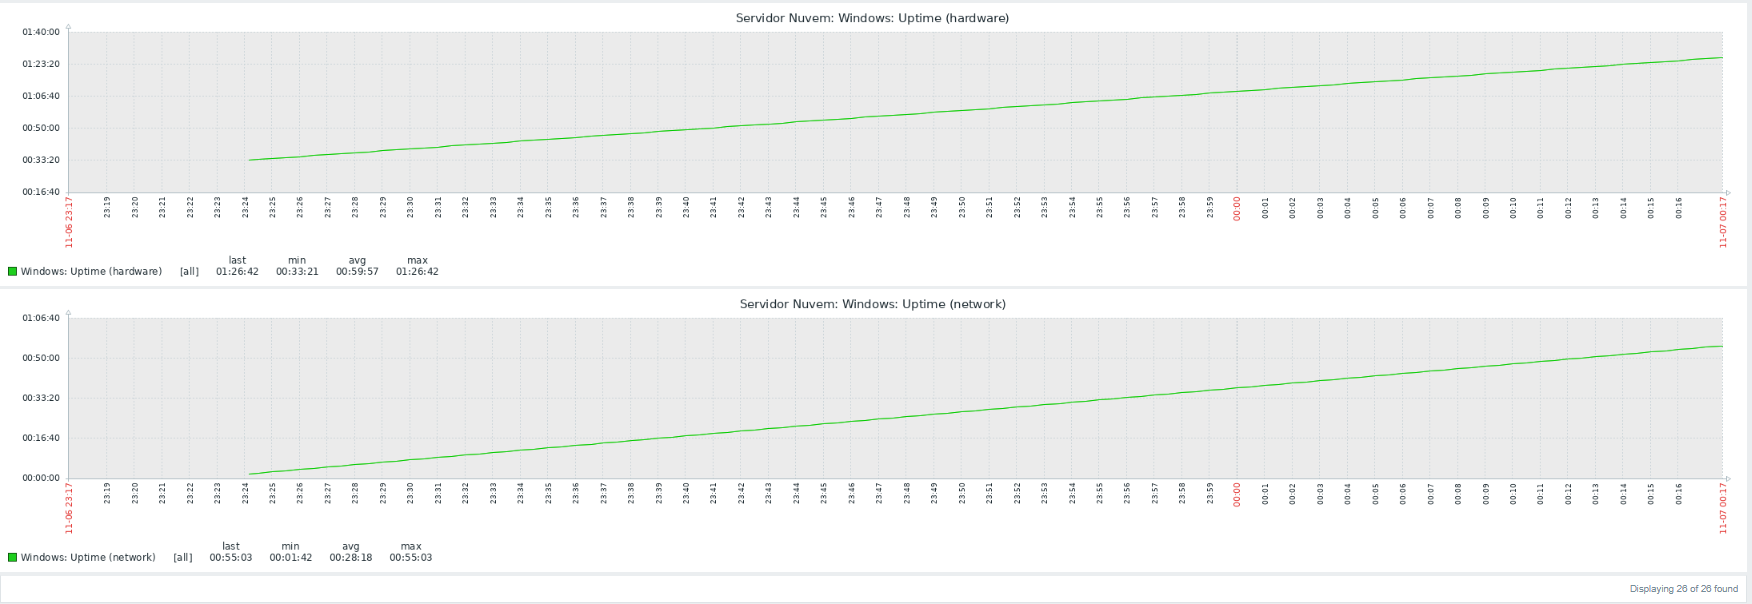 Servidor Nuvem: Windows: Uptime (hardware)
01:40:00
01:23:20
01:06:40
00:50:00
00:33:20
00:16:40
11-06 23:17 23:19 23:20 23:21 23:22 23:23 23:24 23:25 23:26 23:27 23:28 23:29 23:30 23:31 23:32 23:33 23:34 23:35 23:36 23:37 23:38 23:39 23:40 23:41 23:42 23:43 23:44 23:45 23:46 23:47 23:48 23:49 23:50 23:51 23:52 23:53 23:54 23:55 23:56 23:57 23:58 23:59 00:00 00:01 00:02 00:03 00:04 00:05 00:06 00:07 00:08 00:09 00:10 00:11 00:12 00:13 00:14 00:15 00:16 11-07 00:17
last min avg max
Windows: Uptime (hardware) [all] 01:26:42 00:33:21 00:59:57 01:26:42
Servidor Nuvem: Windows: Uptime (network)
01:06:40
00:50:00
00:33:20
00:16:40
00:00:00
11-06 23:17 23:19 23:20 23:21 23:22 23:23 23:24 23:25 23:26 23:27 23:28 23:29 23:30 23:31 23:32 23:33 23:34 23:35 23:36 23:37 23:38 23:39 23:40 23:41 23:42 23:43 23:44 23:45 23:46 23:47 23:48 23:49 23:50 23:51 23:52 23:53 23:54 23:55 23:56 23:57 23:58 23:59 00:00 00:01 00:02 00:03 00:04 00:05 00:06 00:07 00:08 00:09 00:10 00:11 00:12 00:13 00:14 00:15 00:16 11-07 00:17
last min avg max
Windows: Uptime (network) [all] 00:55:03 00:01:42 00:28:18 00:55:03
Displaying 26 of 26 found